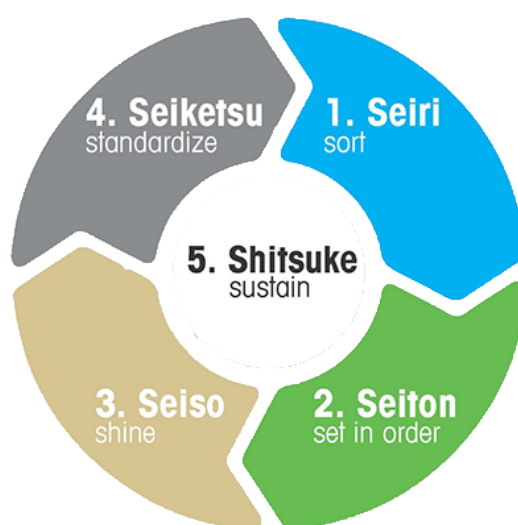 1. Seiri
sort
2. Seiton
set in order
3. Seiso
shine
4. Seiketsu
standardize
5. Shitsuke
sustain